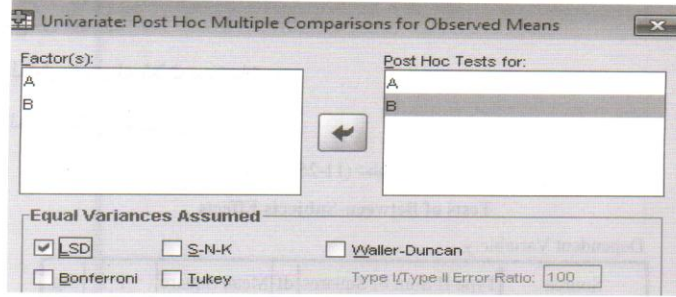 Univariate: Post Hoc Multiple Comparisons for Observed Means
Factor(s):
A
B
Post Hoc Tests for:
A
B
Equal Variances Assumed
LSD
S-N-K
Waller-Duncan
Bonferroni
Tukey
Type I/Type II Error Ratio: 100